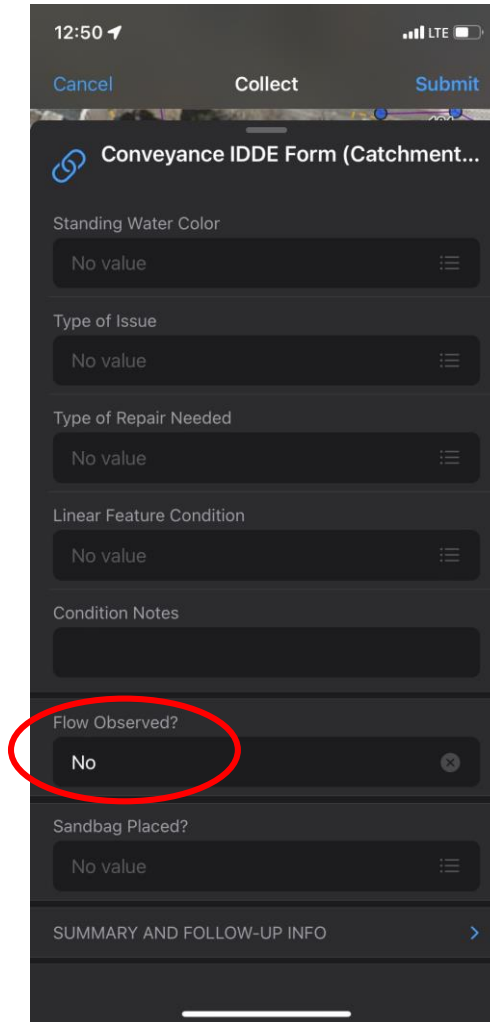 12:50 LTE
Cancel Collect Submit
Conveyance IDDE Form (Catchment...
Standing Water Color
No value
Type of Issue
No value
Type of Repair Needed
No value
Linear Feature Condition
No value
Condition Notes
Flow Observed?
No
Sandbag Placed?
No value
SUMMARY AND FOLLOW-UP INFO